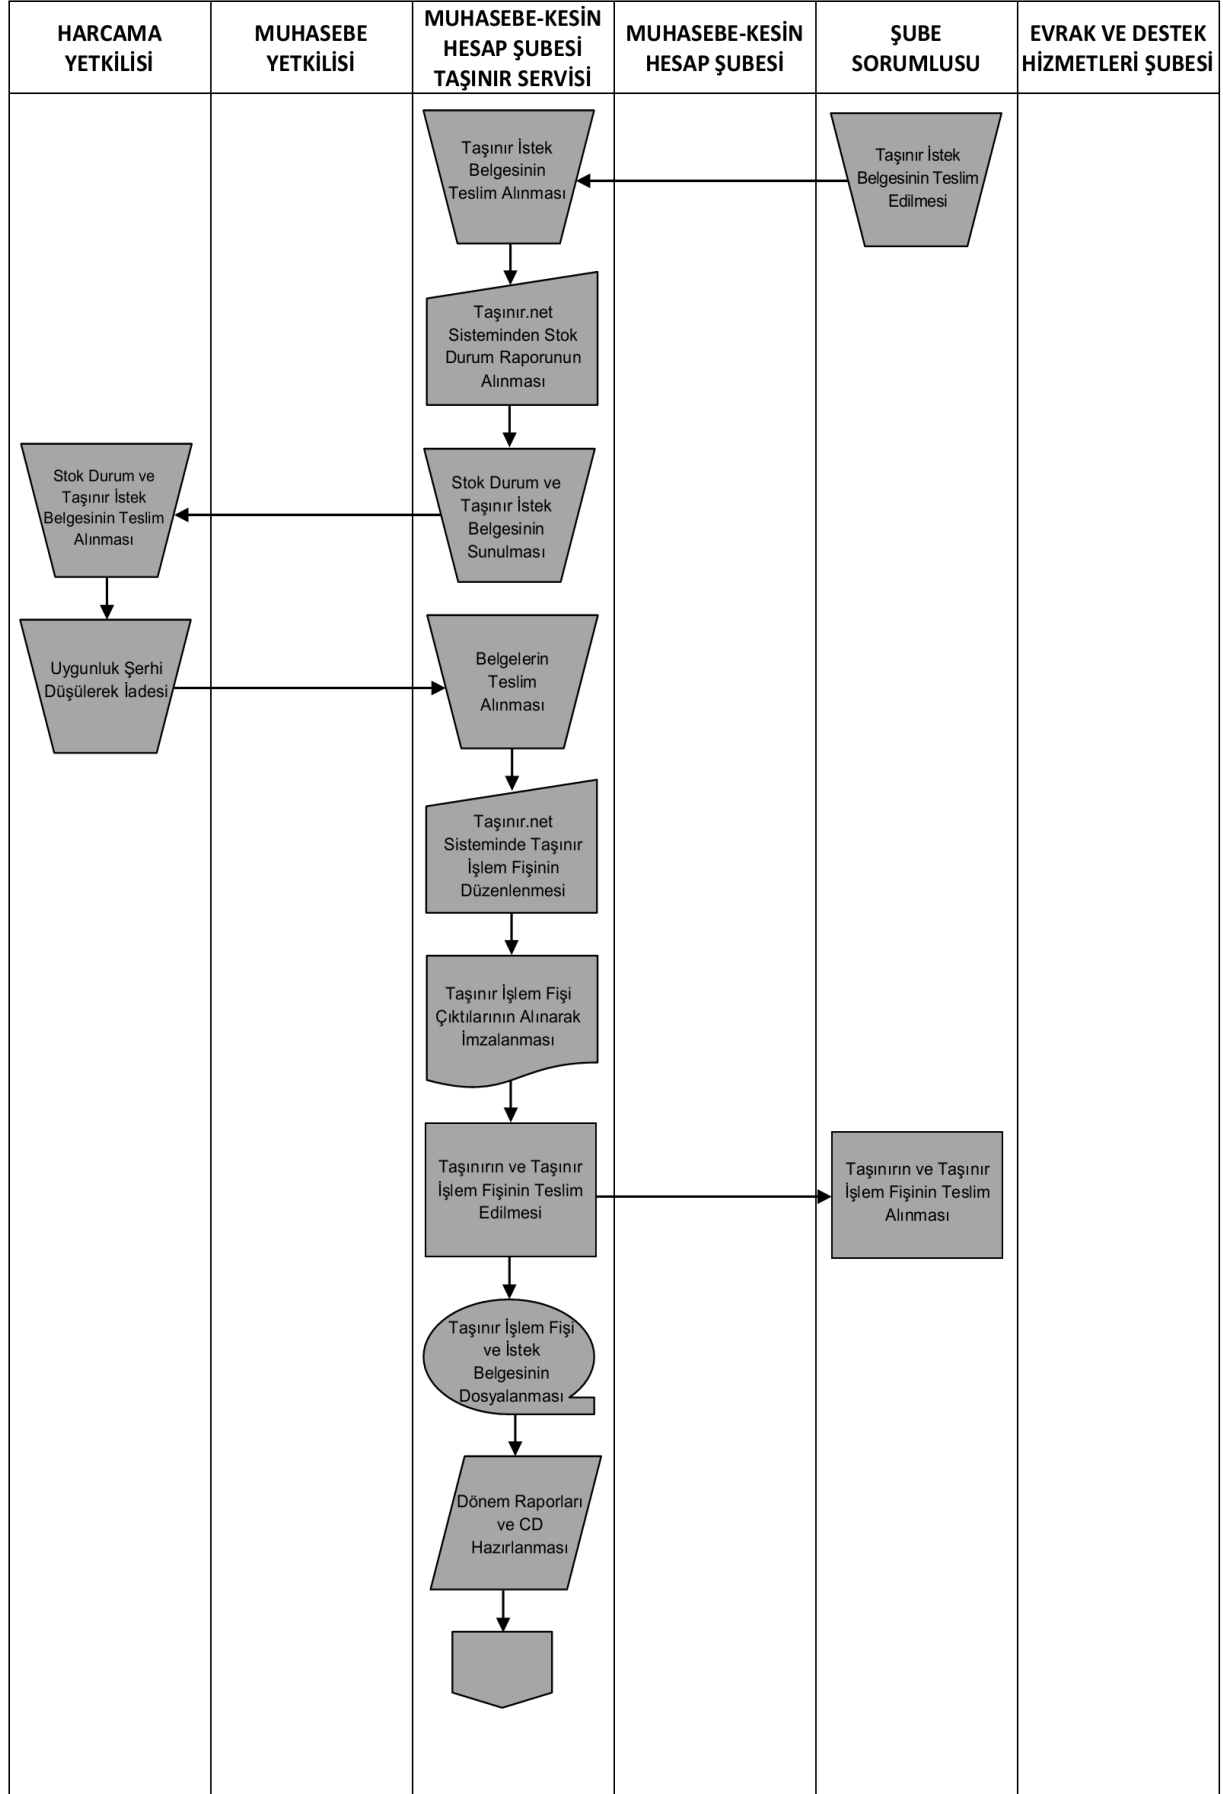 HARCAMA
YETKİLİSİ
MUHASEBE
YETKİLİSİ
MUHASEBE-KESİN
HESAP ŞUBESİ
TAŞINIR SERVİSİ
MUHASEBE-KESİN
HESAP ŞUBESİ
ŞUBE
SORUMLUSU
EVRAK VE DESTEK
HİZMETLERİ ŞUBESİ
Taşınır İstek
Belgesinin
Teslim Alınması
Taşınır İstek
Belgesinin Teslim
Edilmesi
Taşınır.net
Sisteminden Stok
Durum Raporunun
Alınması
Stok Durum ve
Taşınır İstek
Belgesinin Teslim
Alınması
Stok Durum ve
Taşınır İstek
Belgesinin
Sunulması
Uygunluk Şerhi
Düşülerek İadesi
Belgelerin
Teslim
Alınması
Taşınır.net
Sisteminde Taşınır
İşlem Fişinin
Düzenlenmesi
Taşınır İşlem Fişi
Çıktılarının Alınarak
İmzalanması
Taşınırın ve Taşınır
İşlem Fişinin Teslim
Edilmesi
Taşınırın ve Taşınır
İşlem Fişinin Teslim
Alınması
Taşınır İşlem Fişi
ve İstek
Belgesinin
Dosyalanması
Dönem Raporları
ve CD
Hazırlanması